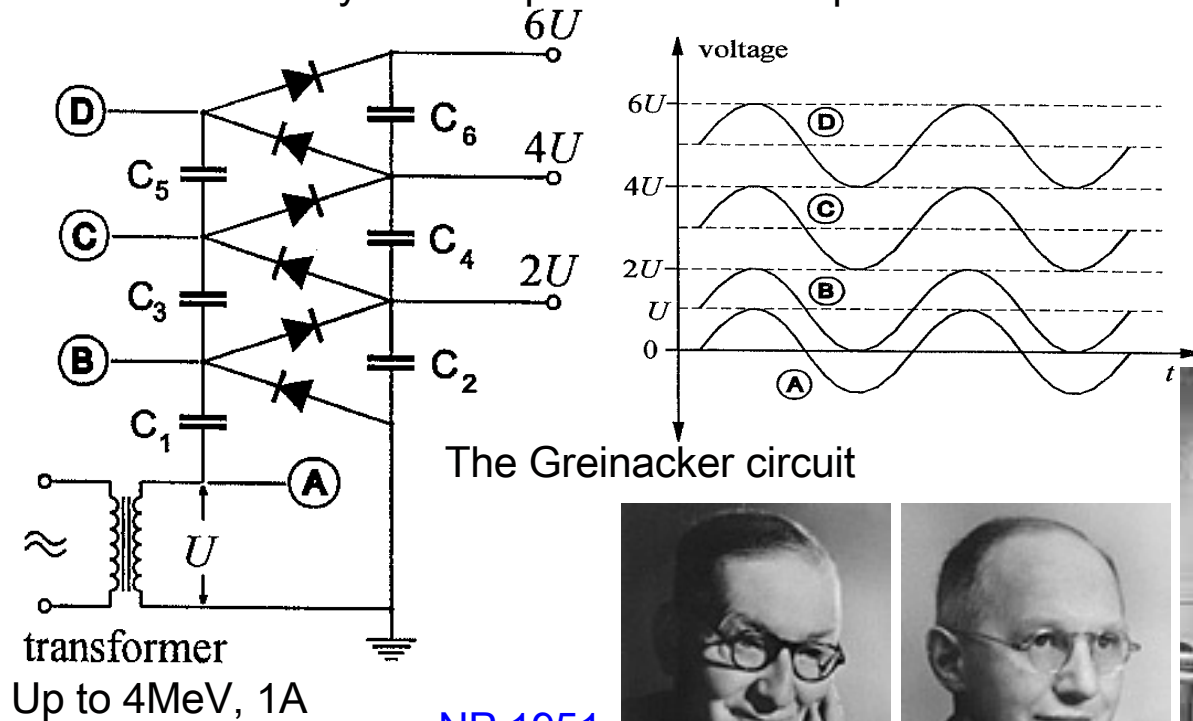 6U
D
C₆
4U
C₅
C
C₄
2U
C₃
B
C₂
C₁
A
U
transformer
Up to 4MeV, 1A
voltage
6U
D
4U
C
2U
B
U
0
A
t
The Greinacker circuit